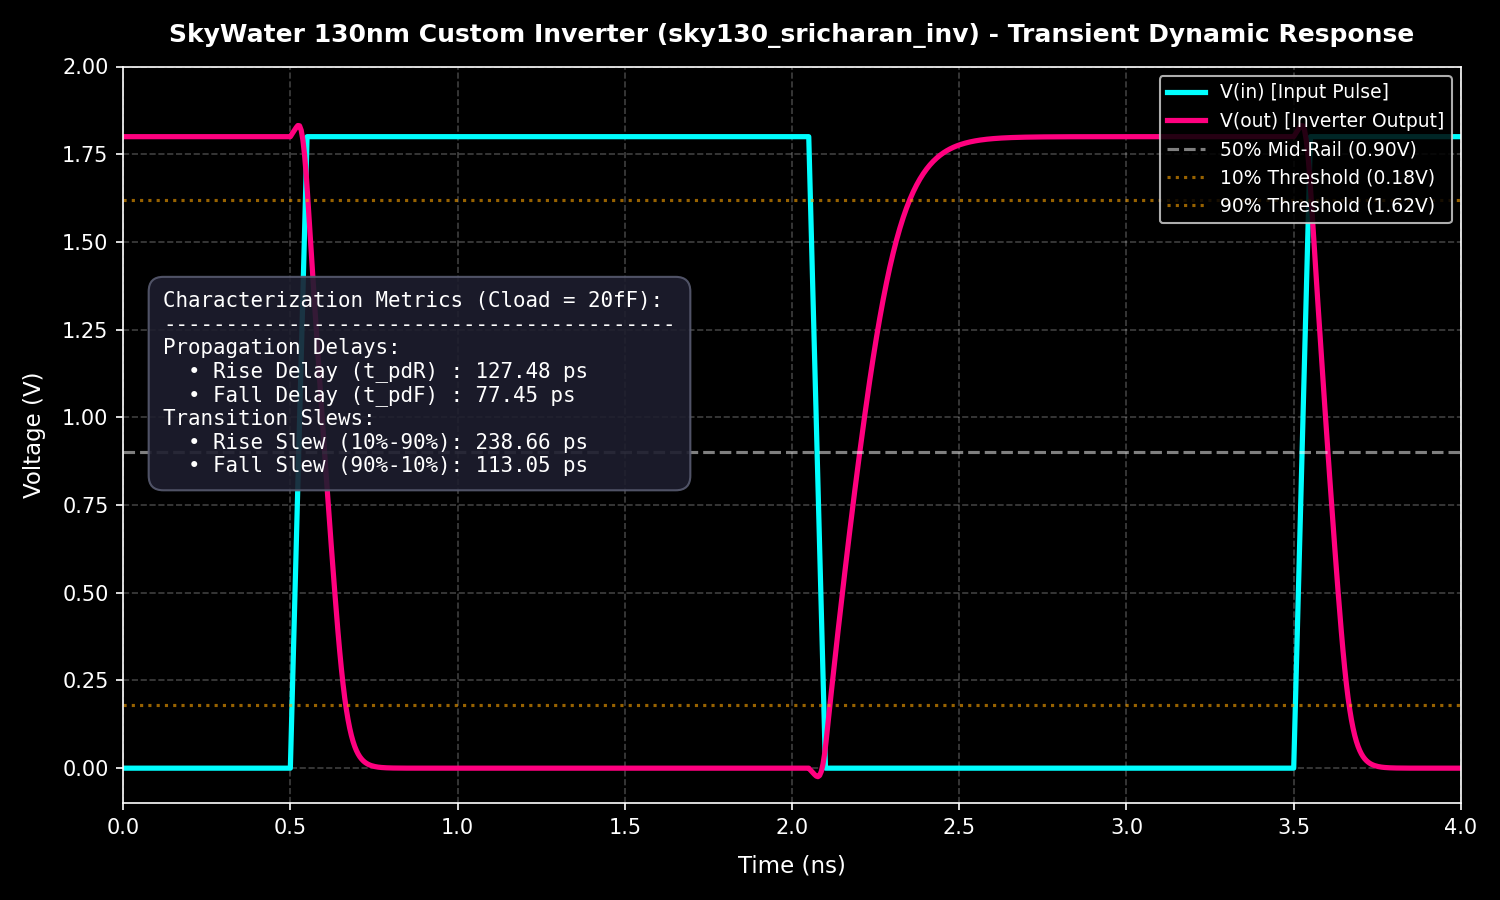 SkyWater 130nm Custom Inverter (sky130_sricharan_inv) - Transient Dynamic Response
2.00
1.75
1.50
1.25
1.00
0.75
0.50
0.25
0.00
Voltage (V)
V(in) [Input Pulse]
V(out) [Inverter Output]
50% Mid-Rail (0.90V)
10% Threshold (0.18V)
90% Threshold (1.62V)
Characterization Metrics (Cload = 20fF):
-----------------------------------------
Propagation Delays:
• Rise Delay (t_pdR) : 127.48 ps
• Fall Delay (t_pdF) : 77.45 ps
Transition Slews:
• Rise Slew (10%-90%): 238.66 ps
• Fall Slew (90%-10%): 113.05 ps
0.0 0.5 1.0 1.5 2.0 2.5 3.0 3.5 4.0
Time (ns)